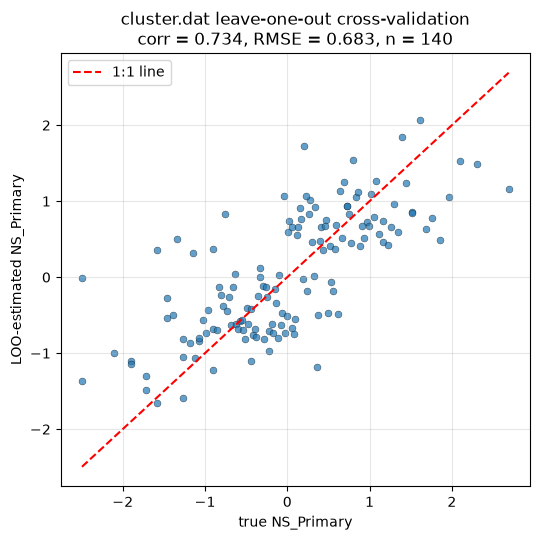 cluster.dat leave-one-out cross-validation
corr = 0.734, RMSE = 0.683, n = 140
1:1 line
LOO-estimated NS_Primary
2
1
0
−1
−2
−2
−1
0
1
2
true NS_Primary